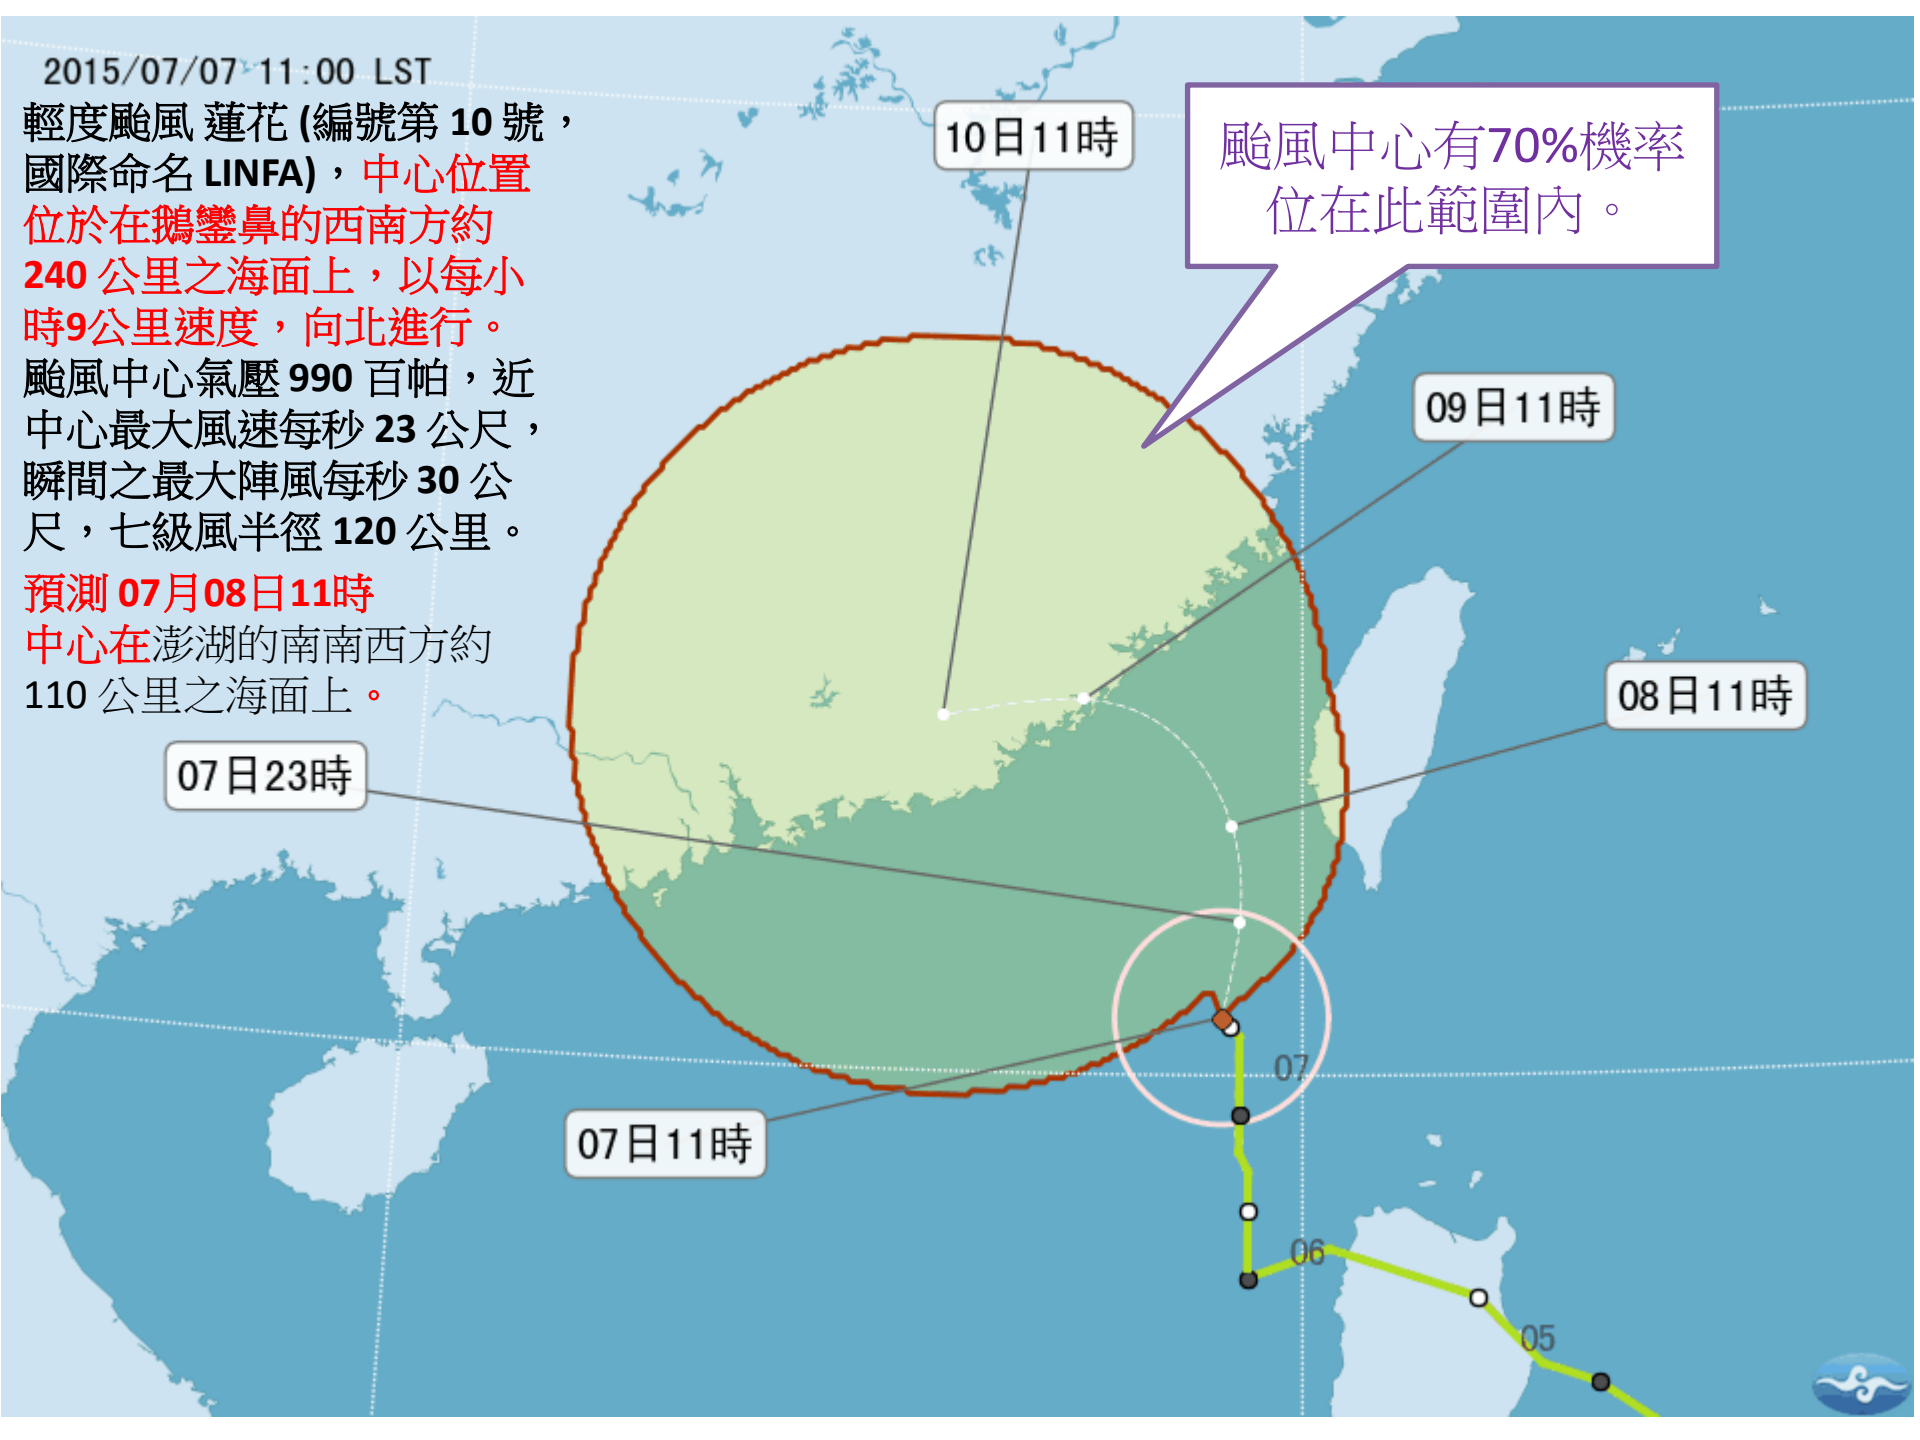 2015/07/07 11:00 LST
輕度颱風 蓮花 (編號第 10 號，
國際命名 LINFA)，中心位置
位於在鵝鑾鼻的西南方約
240 公里之海面上，以每小
時9公里速度，向北進行。
颱風中心氣壓 990 百帕，近
中心最大風速每秒 23 公尺，
瞬間之最大陣風每秒 30 公
尺，七級風半徑 120 公里。
預測 07月08日11時
中心在澎湖的南南西方約
110 公里之海面上。
颱風中心有70%機率
位在此範圍內。
10日11時
09日11時
08日11時
07日23時
07日11時
07
06
05